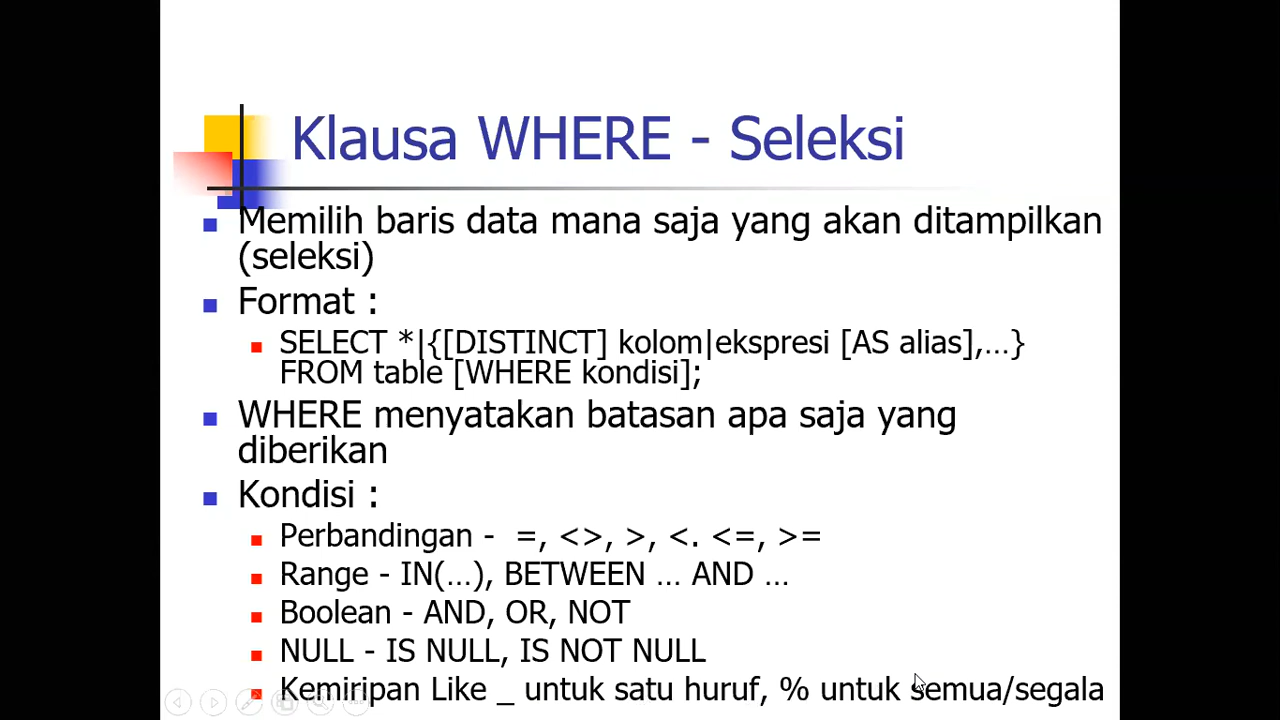 Klausa WHERE - Seleksi
Memilih baris data mana saja yang akan ditampilkan
(seleksi)
Format :
SELECT *|{[DISTINCT] kolom|ekspresi [AS alias],…}
FROM table [WHERE kondisi];
WHERE menyatakan batasan apa saja yang
diberikan
Kondisi :
Perbandingan - =, <>, >, <. <=, >=
Range - IN(…), BETWEEN … AND …
Boolean - AND, OR, NOT
NULL - IS NULL, IS NOT NULL
Kemiripan Like _ untuk satu huruf, % untuk semua/segala